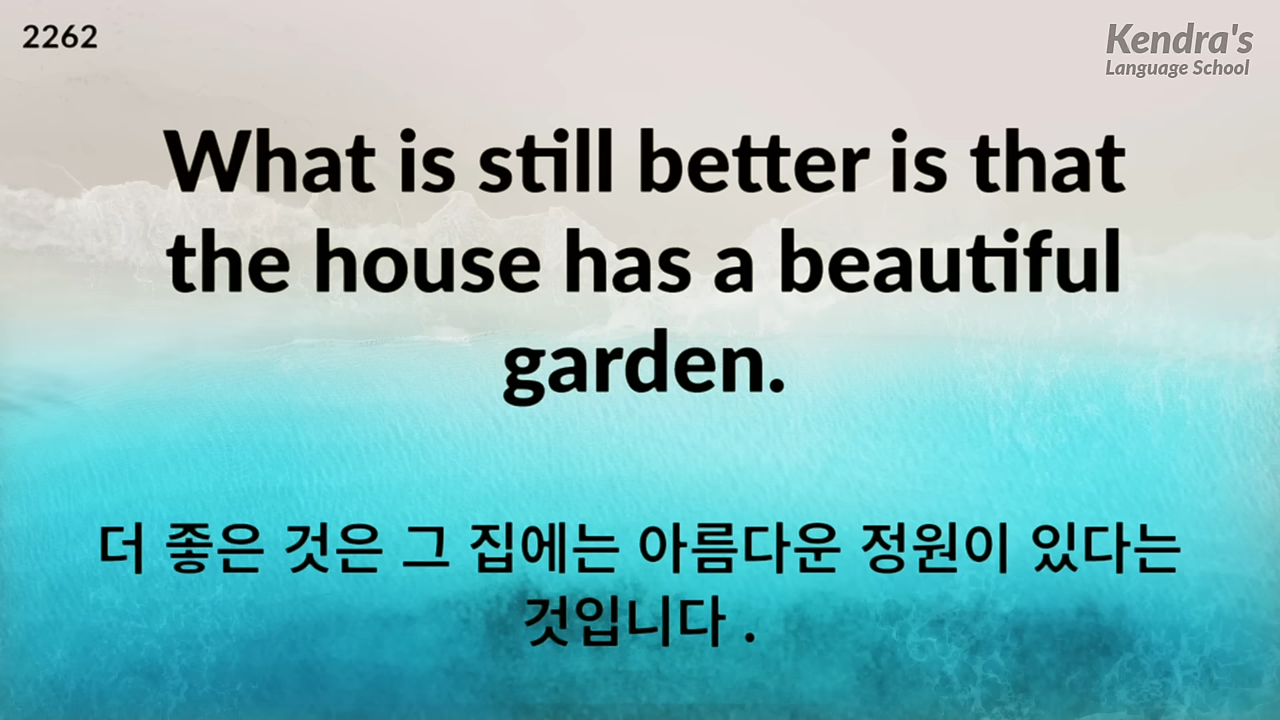 2262
Kendra's
Language School
What is still better is that
the house has a beautiful
garden.
더 좋은 것은 그 집에는 아름다운 정원이 있다는
것입니다 .